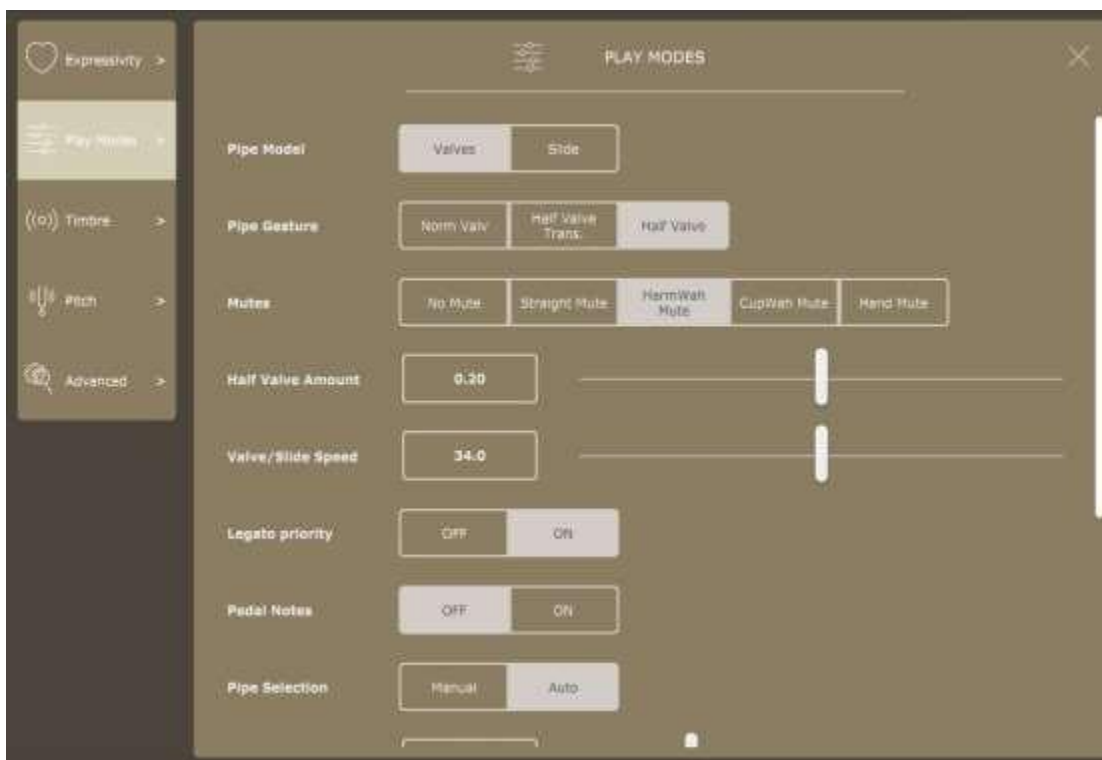 Expressivity >
Play Modes >
((o)) Timbre >
Pitch >
Advanced >
PLAY MODES
Pipe Model Valves Slide
Pipe Gesture Norm Valv Half Valve Trans. Half Valve
Mutes No Mute Straight Mute HarmWah Mute CupWah Mute Hand Mute
Half Valve Amount 0.20
Valve/Slide Speed 34.0
Legato priority OFF ON
Pedal Notes OFF ON
Pipe Selection Manual Auto